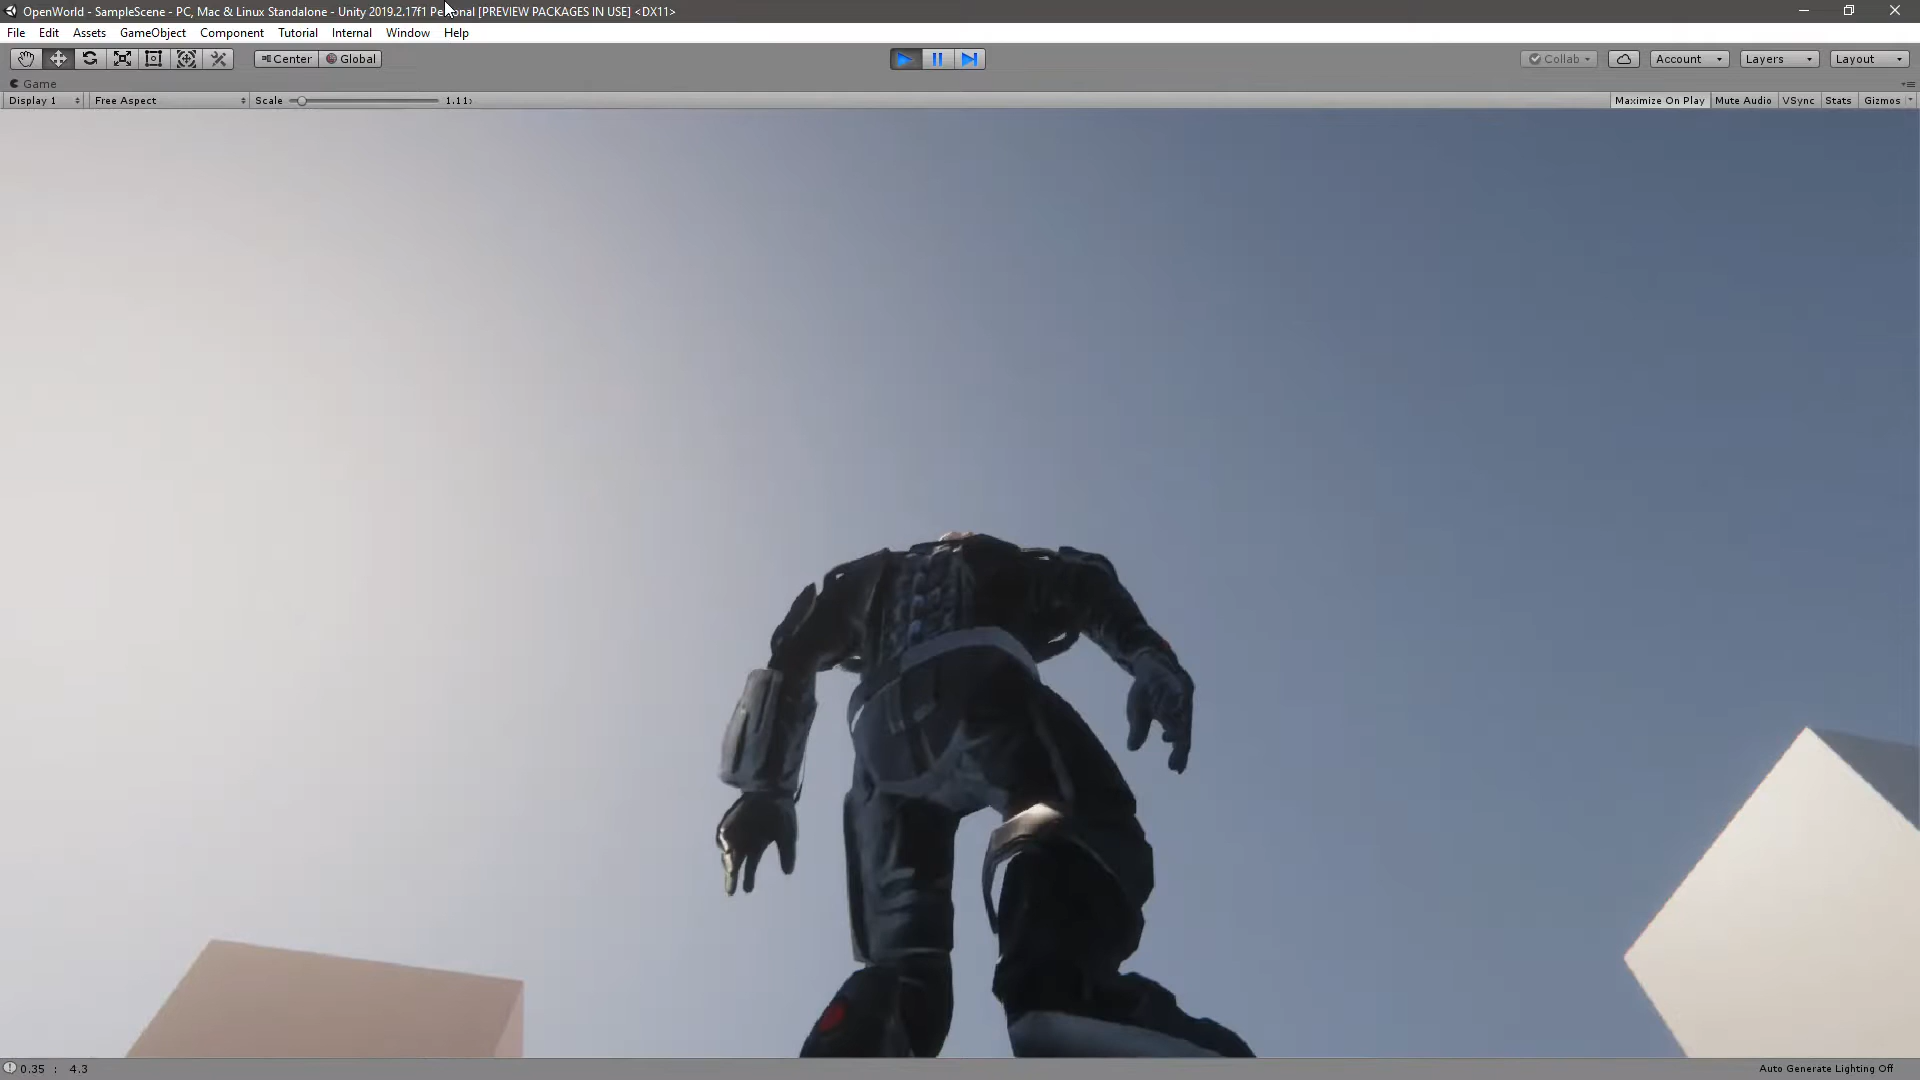 OpenWorld - SampleScene - PC, Mac & Linux Standalone - Unity 2019.2.17f1 Personal [PREVIEW PACKAGES IN USE] <DX11>
File Edit Assets GameObject Component Tutorial Internal Window Help
Center Global Collab Account Layers Layout
Game
Display 1 Free Aspect Scale 1.11 Maximize On Play Mute Audio VSync Stats Gizmos
0.35 : 4.3 Auto Generate Lighting Off